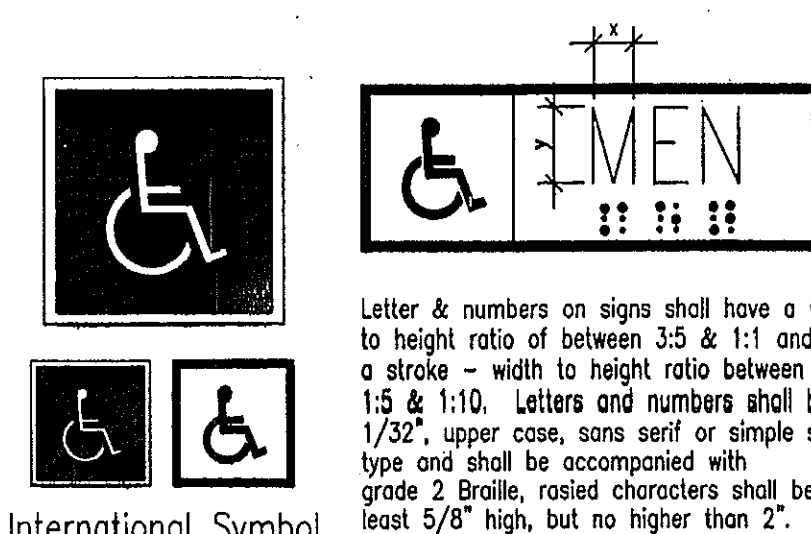 x
y
MEN
⠍ ⠑ ⠝
Letter & numbers on signs shall have a
to height ratio of between 3:5 & 1:1 and
a stroke - width to height ratio between
1:5 & 1:10. Letters and numbers shall
1/32", upper case, sans serif or simple
type and shall be accompanied with
grade 2 Braille, rasied characters shall be
least 5/8" high, but no higher than 2".
International Symbol